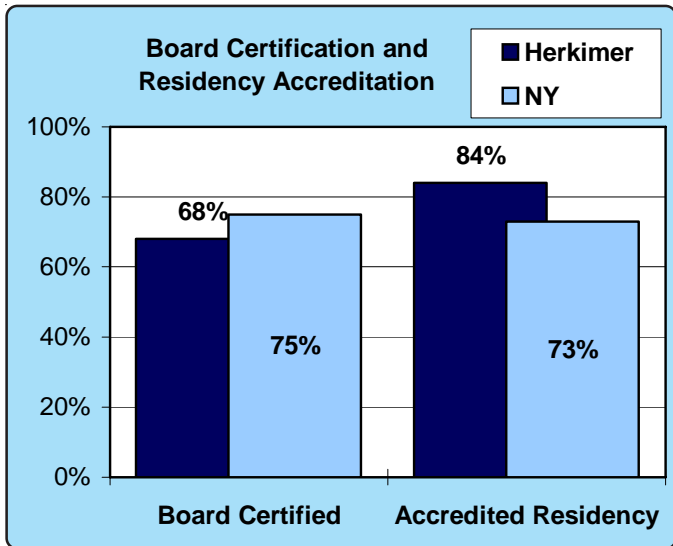 Board Certification and
Residency Accreditation
Herkimer
NY
100%
80%
60%
40%
20%
0%
68%
75%
84%
73%
Board Certified
Accredited Residency